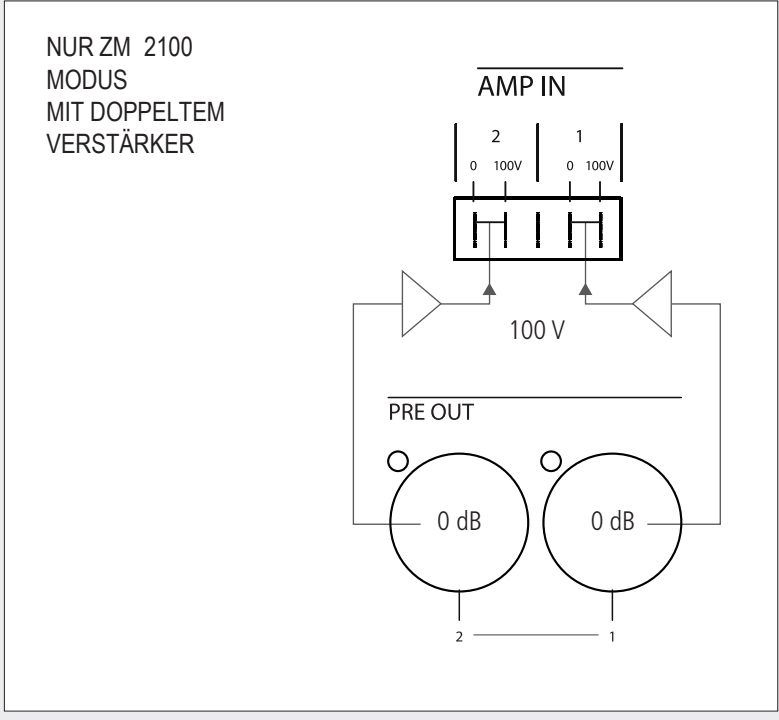 NUR ZM 2100
MODUS
MIT DOPPELTEM
VERSTÄRKER
AMP IN
2 1
0 100V 0 100V
100 V
PRE OUT
0 dB 0 dB
2 1